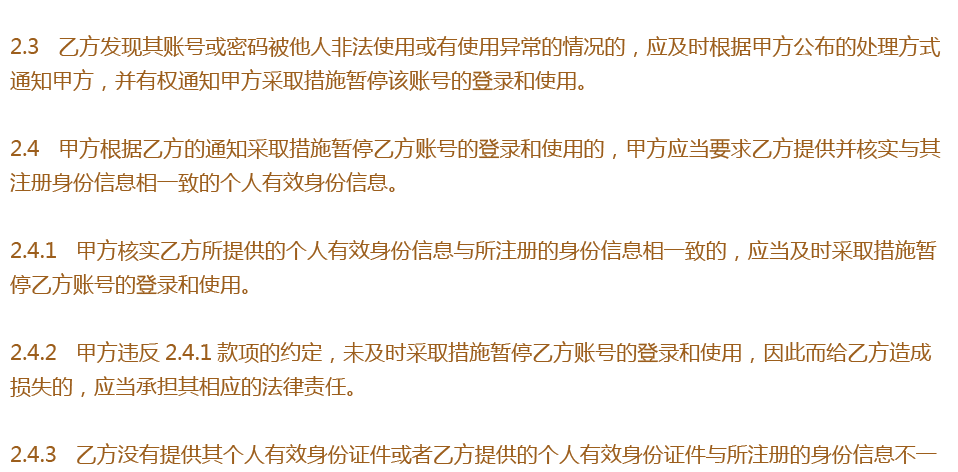 2.3 乙方发现其账号或密码被他人非法使用或有使用异常的情况的，应及时根据甲方公布的处理方式
通知甲方，并有权通知甲方采取措施暂停该账号的登录和使用。
2.4 甲方根据乙方的通知采取措施暂停乙方账号的登录和使用的，甲方应当要求乙方提供并核实与其
注册身份信息相一致的个人有效身份信息。
2.4.1 甲方核实乙方所提供的个人有效身份信息与所注册的身份信息相一致的，应当及时采取措施暂
停乙方账号的登录和使用。
2.4.2 甲方违反 2.4.1 款项的约定，未及时采取措施暂停乙方账号的登录和使用，因此而给乙方造成
损失的，应当承担其相应的法律责任。
2.4.3 乙方没有提供其个人有效身份证件或者乙方提供的个人有效身份证件与所注册的身份信息不一